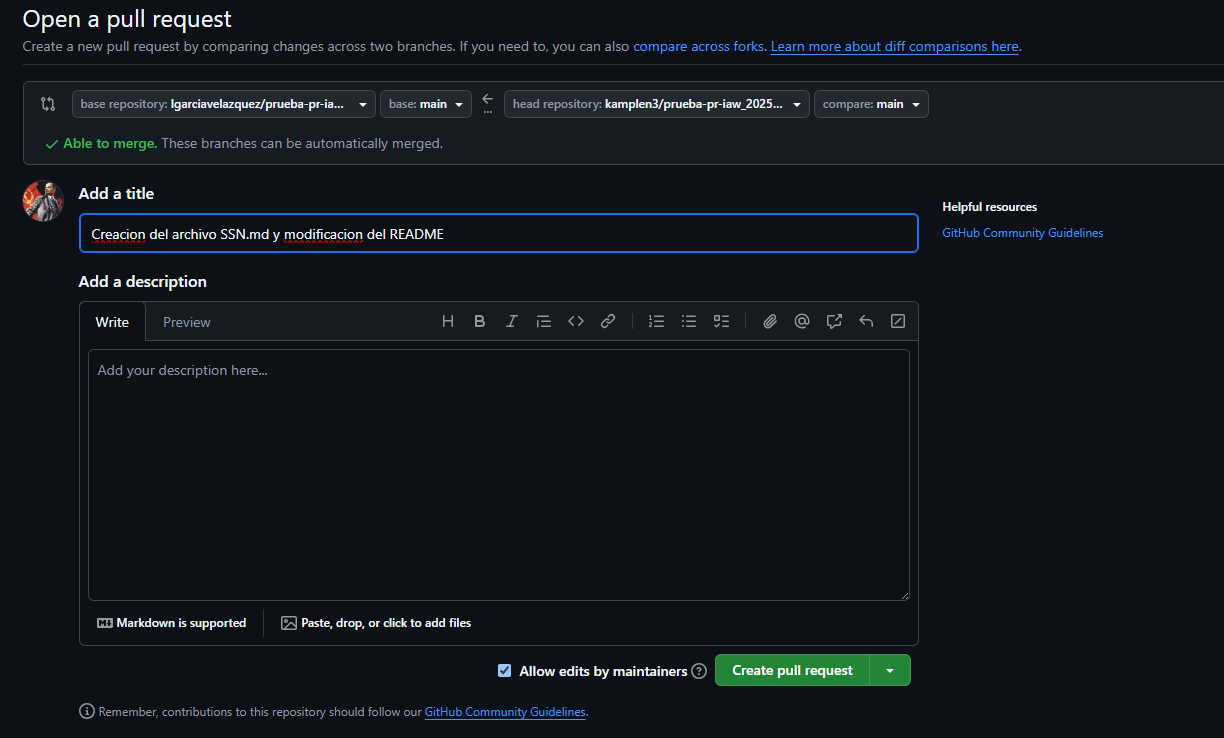 Open a pull request
Create a new pull request by comparing changes across two branches. If you need to, you can also compare across forks. Learn more about diff comparisons here.
base repository: lgarciavelazquez/prueba-pr-ia... base: main head repository: kamplen3/prueba-pr-iaw_2025... compare: main
Able to merge. These branches can be automatically merged.
Add a title
Creacion del archivo SSN.md y modificacion del README
Helpful resources
GitHub Community Guidelines
Add a description
Write Preview
Add your description here...
Markdown is supported Paste, drop, or click to add files
Allow edits by maintainers Create pull request
Remember, contributions to this repository should follow our GitHub Community Guidelines.